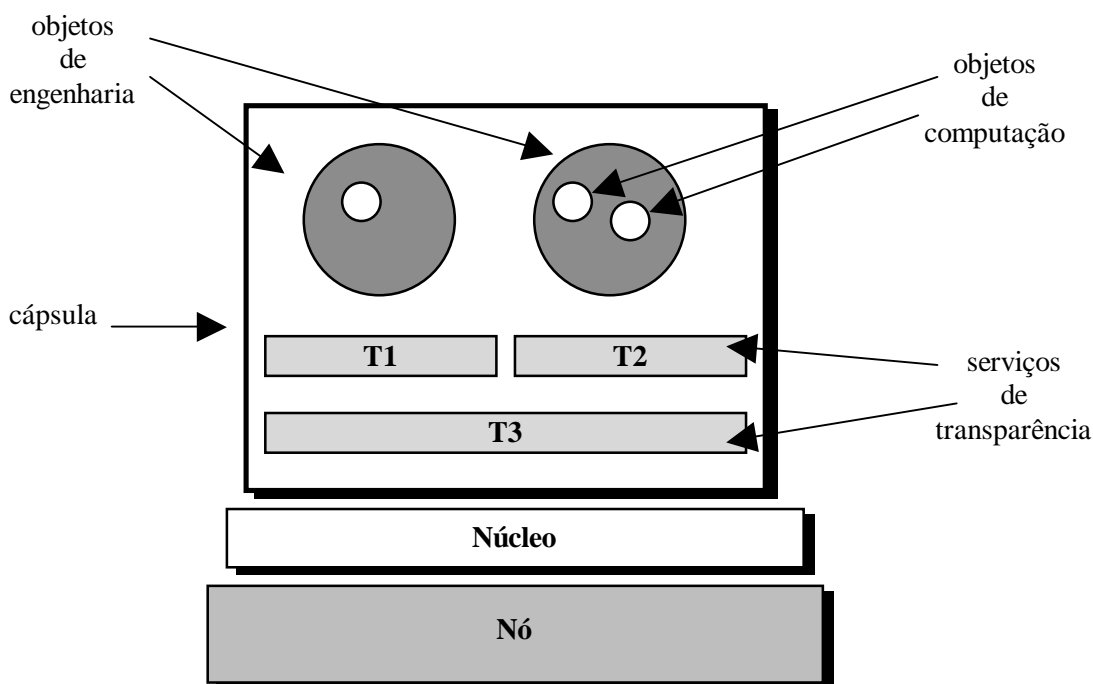 objetos
de
engenharia
objetos
de
computação
cápsula
T1
T2
serviços
de
transparência
T3
Núcleo
Nó